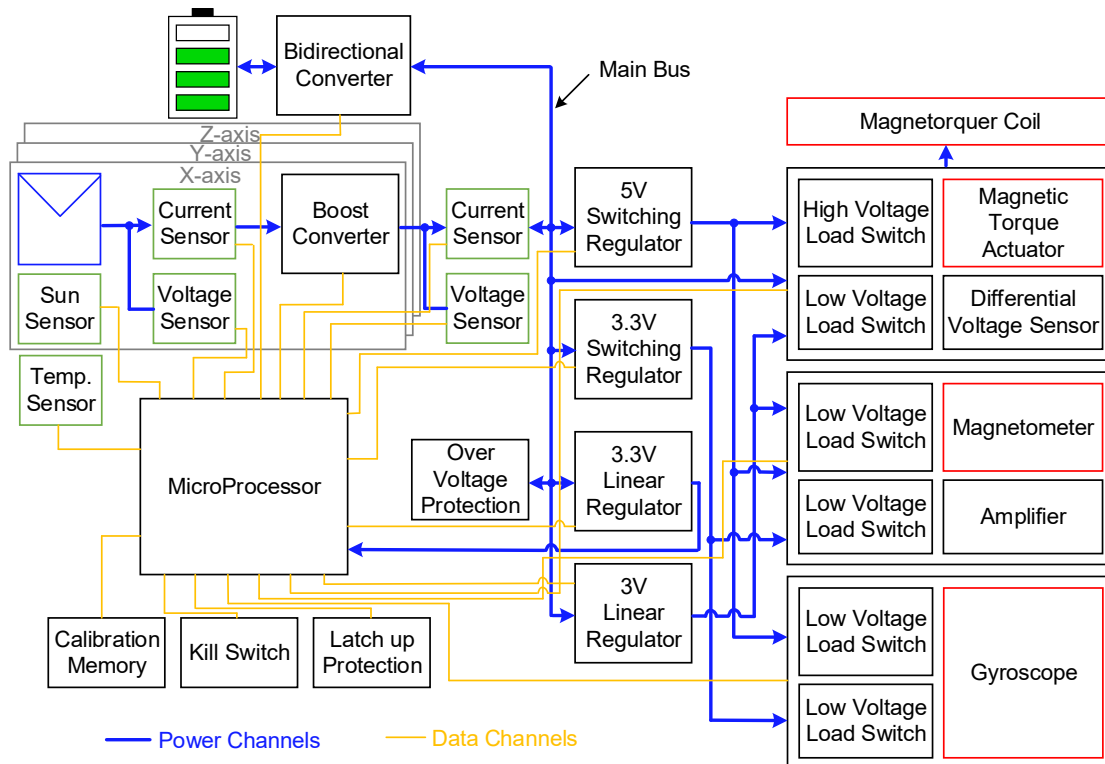 Bidirectional
Converter
Main Bus
Z-axis
Y-axis
X-axis
Current
Sensor
Boost
Converter
Current
Sensor
Sun
Sensor
Voltage
Sensor
Voltage
Sensor
Temp.
Sensor
MicroProcessor
Over
Voltage
Protection
Calibration
Memory
Kill Switch
Latch up
Protection
5V
Switching
Regulator
3.3V
Switching
Regulator
3.3V
Linear
Regulator
3V
Linear
Regulator
Magnetorquer Coil
High Voltage
Load Switch
Magnetic
Torque
Actuator
Low Voltage
Load Switch
Differential
Voltage Sensor
Low Voltage
Load Switch
Magnetometer
Low Voltage
Load Switch
Amplifier
Low Voltage
Load Switch
Gyroscope
Low Voltage
Load Switch
Power Channels
Data Channels